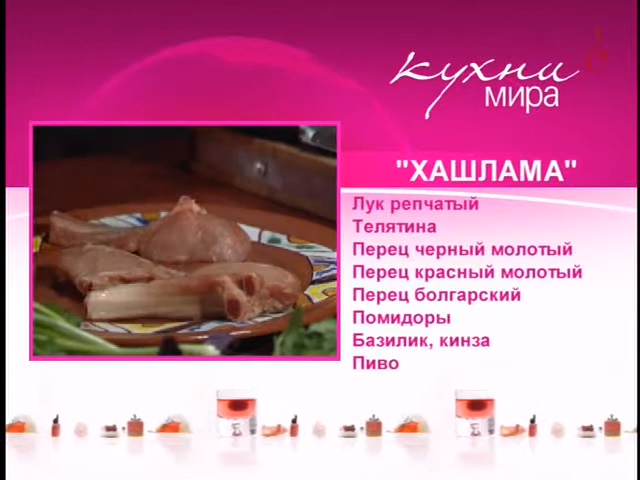 кухни
мира
"ХАШЛАМА"
Лук репчатый
Телятина
Перец черный молотый
Перец красный молотый
Перец болгарский
Помидоры
Базилик, кинза
Пиво